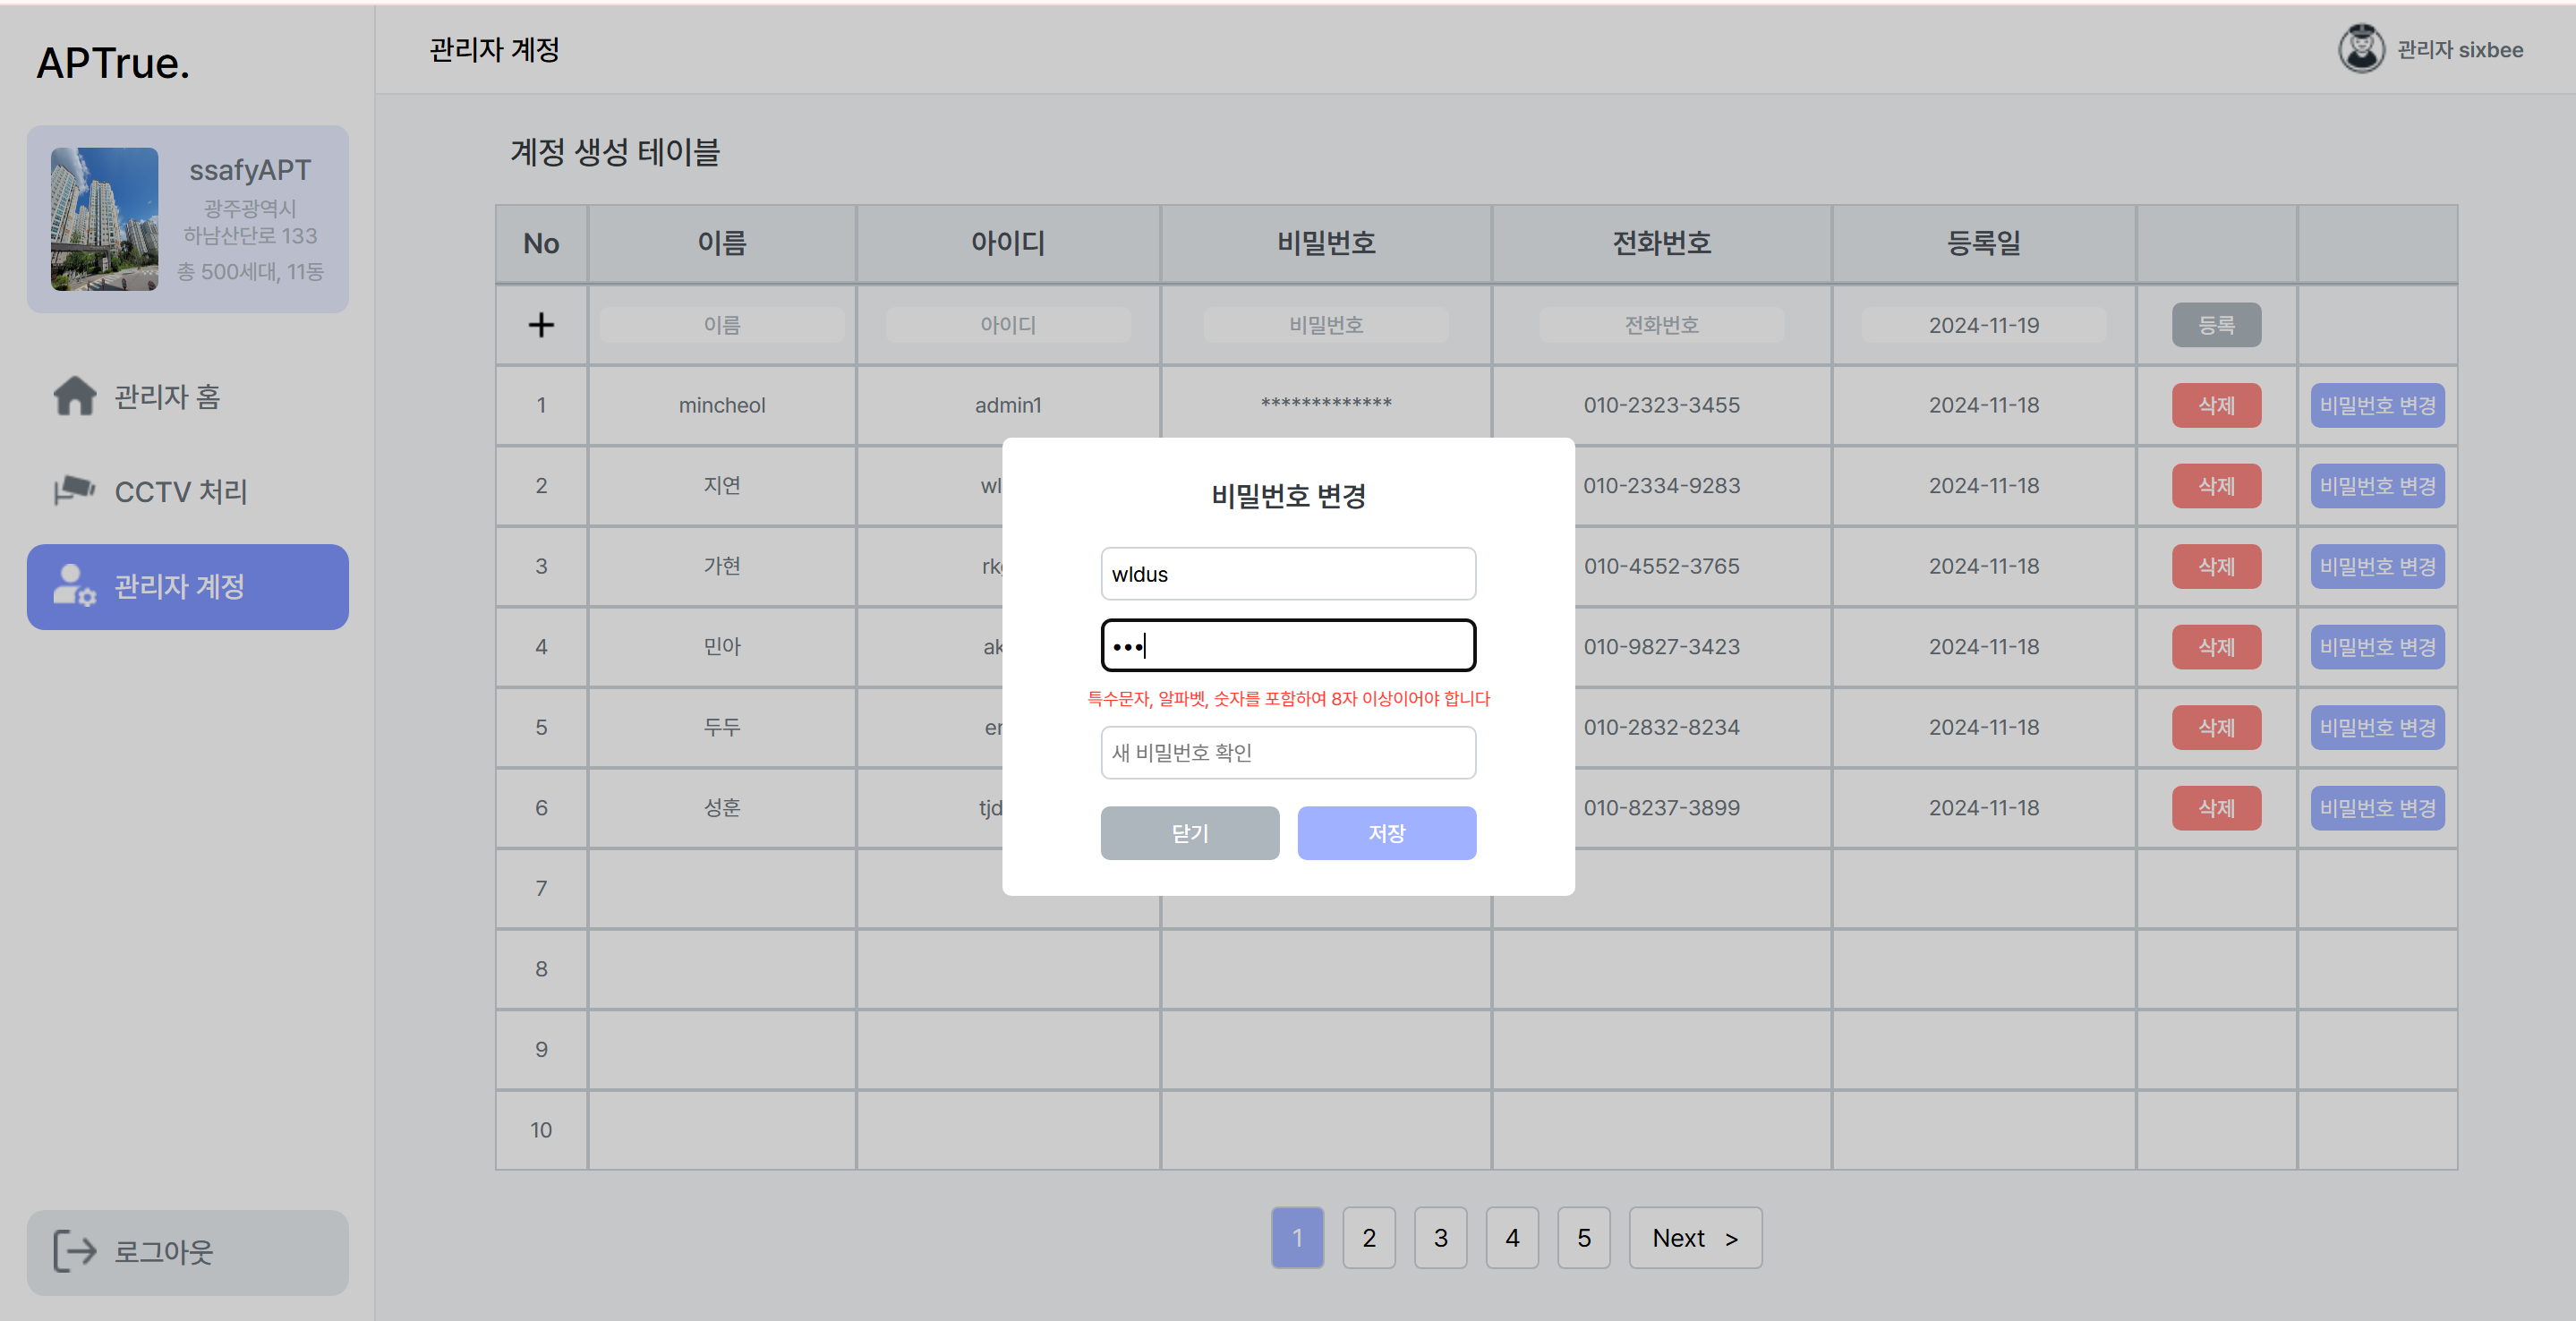 APTrue.
관리자 계정
관리자 sixbee
ssafyAPT
광주광역시
하남산단로 133
총 500세대, 11동
관리자 홈
CCTV 처리
관리자 계정
로그아웃
계정 생성 테이블
No 이름 아이디 비밀번호 전화번호 등록일
+ 이름 아이디 비밀번호 전화번호 2024-11-19 등록
1 mincheol admin1 ************* 010-2323-3455 2024-11-18 삭제 비밀번호 변경
2 지연 010-2334-9283 2024-11-18 삭제 비밀번호 변경
3 가현 010-4552-3765 2024-11-18 삭제 비밀번호 변경
4 민아 010-9827-3423 2024-11-18 삭제 비밀번호 변경
5 두두 010-2832-8234 2024-11-18 삭제 비밀번호 변경
6 성훈 tjd 010-8237-3899 2024-11-18 삭제 비밀번호 변경
7
8
9
10
비밀번호 변경
wldus
•••
특수문자, 알파벳, 숫자를 포함하여 8자 이상이어야 합니다
새 비밀번호 확인
닫기 저장
1 2 3 4 5 Next >